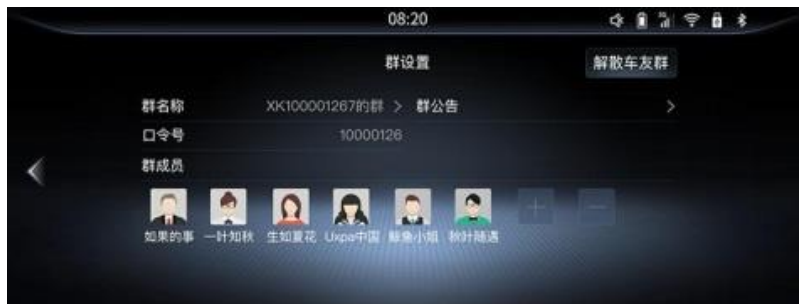 08:20
5G
群设置
解散车友群
群名称 XK100001267的群 > 群公告 >
口令号 10000126
群成员
如果的事 一叶知秋 生如夏花 Uxpa中国 鲸鱼小姐 秋叶随遇